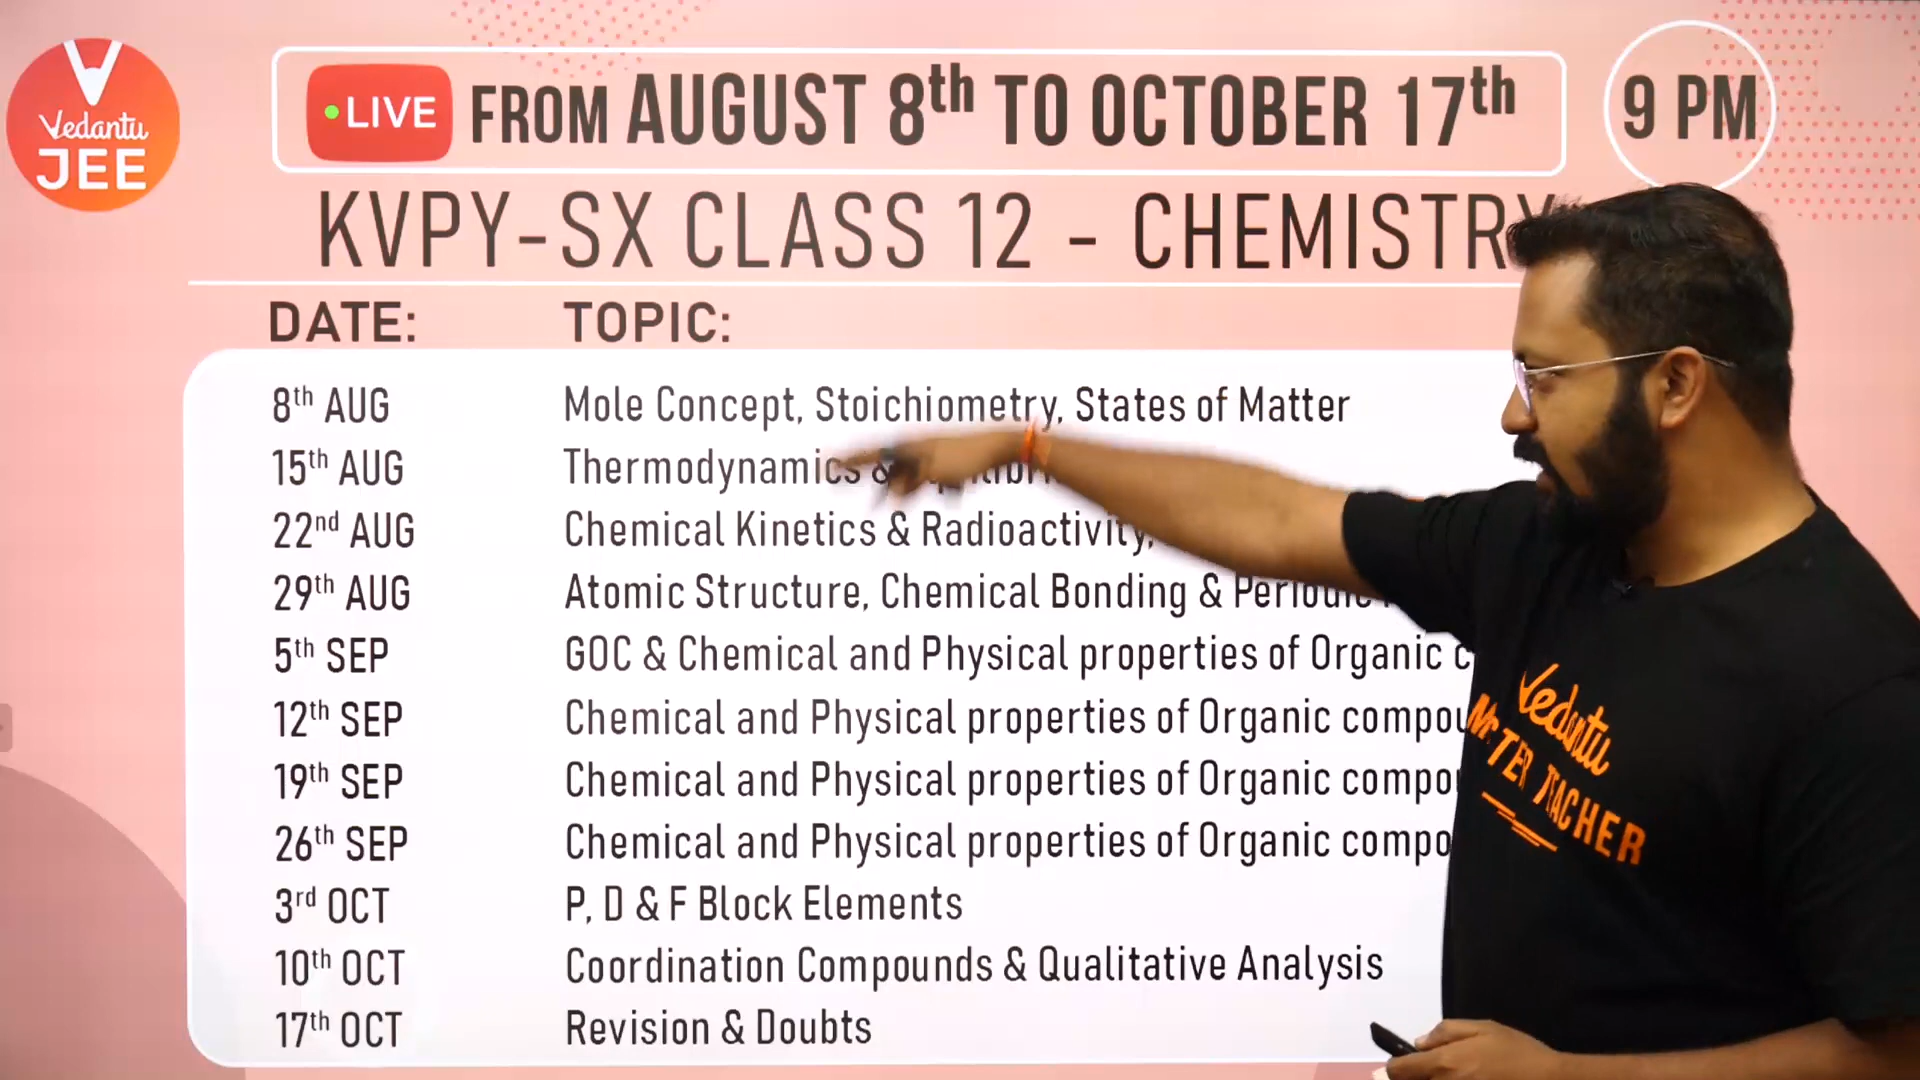 Vedantu
JEE
LIVE FROM AUGUST 8th TO OCTOBER 17th
9 PM
KVPY-SX CLASS 12 - CHEMISTRY
DATE: TOPIC:
8th AUG Mole Concept, Stoichiometry, States of Matter
15th AUG Thermodynamics &
22nd AUG Chemical Kinetics & Radioactivity,
29th AUG Atomic Structure, Chemical Bonding & Periodic
5th SEP GOC & Chemical and Physical properties of Organic
12th SEP Chemical and Physical properties of Organic
19th SEP Chemical and Physical properties of Organic
26th SEP Chemical and Physical properties of Organic
3rd OCT P, D & F Block Elements
10th OCT Coordination Compounds & Qualitative Analysis
17th OCT Revision & Doubts
Vedantu
TEACHER